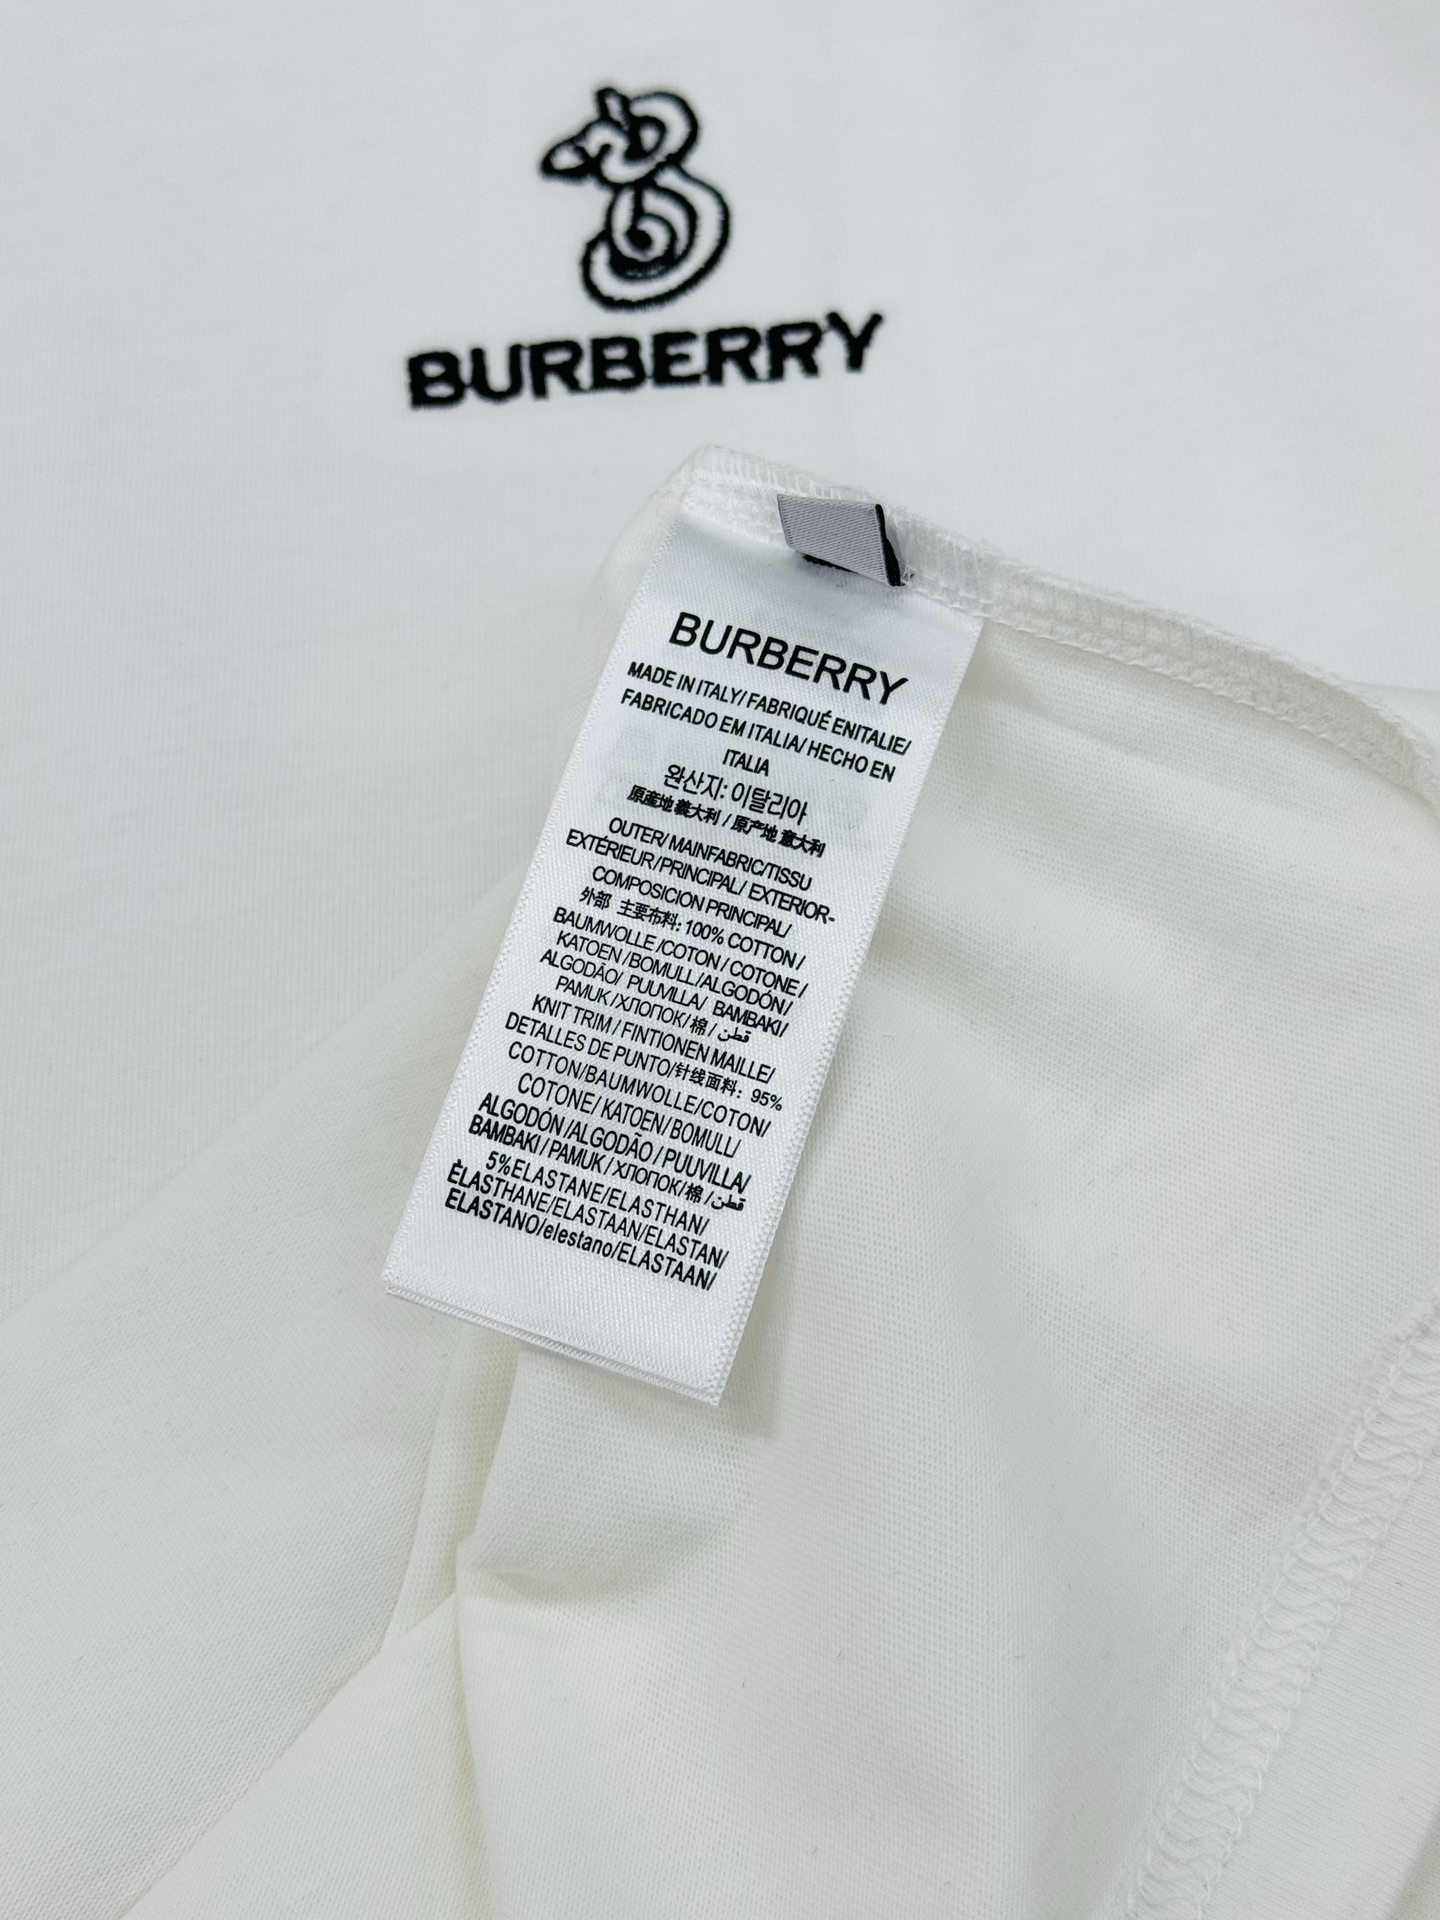 BURBERRY
BURBERRY
MADE IN ITALY/ FABRIQUÉ ENITALIE/
FABRICADO EM ITALIA/ HECHO EN
ITALIA
완산지: 이탈리아
原産地 義大利 / 原产地 意大利
OUTER/ MAINFABRIC/TISSU
EXTÉRIEUR/PRINCIPAL/ EXTERIOR-
COMPOSICION PRINCIPAL/
外部 主要布料: 100% COTTON /
BAUMWOLLE /COTON / COTONE /
KATOEN /BOMULL/ALGODÓN/
ALGODÃO/ PUUVILLA/ BAMBAKI/
PAMUK /ХЛОПОК/ 棉 / قطن
KNIT TRIM / FINTIONEN MAILLE/
DETALLES DE PUNTO/针线面料: 95%
COTTON/BAUMWOLLE/COTON/
COTONE/ KATOEN/ BOMULL/
ALGODÓN /ALGODÃO / PUUVILLA/
BAMBAKI / PAMUK / ХЛОПОК/ 棉 / قطن
5%ELASTANE/ELASTHAN/
ÈLASTHANE/ELASTAAN/ELASTAN/
ELASTANO/elestano/ELASTAAN/